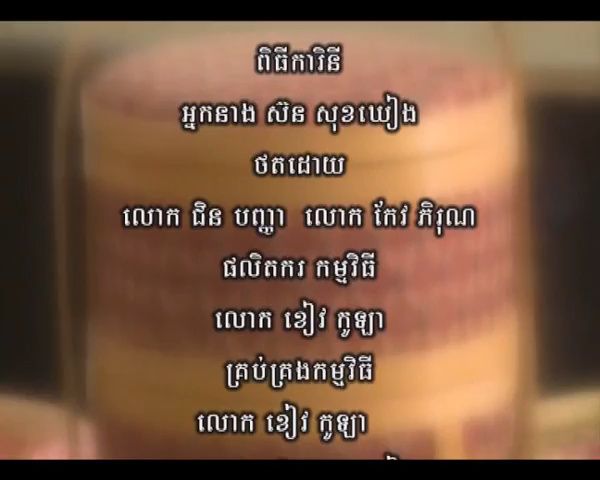 ពិធីការិនី
អ្នកនាង ស៊ន សុខឃៀង
ថតដោយ
លោក ជិន បញ្ញា លោក កែវ ភិរុណ
ផលិតករ កម្មវិធី
លោក ខៀវ កូឡា
គ្រប់គ្រងកម្មវិធី
លោក ខៀវ កូឡា